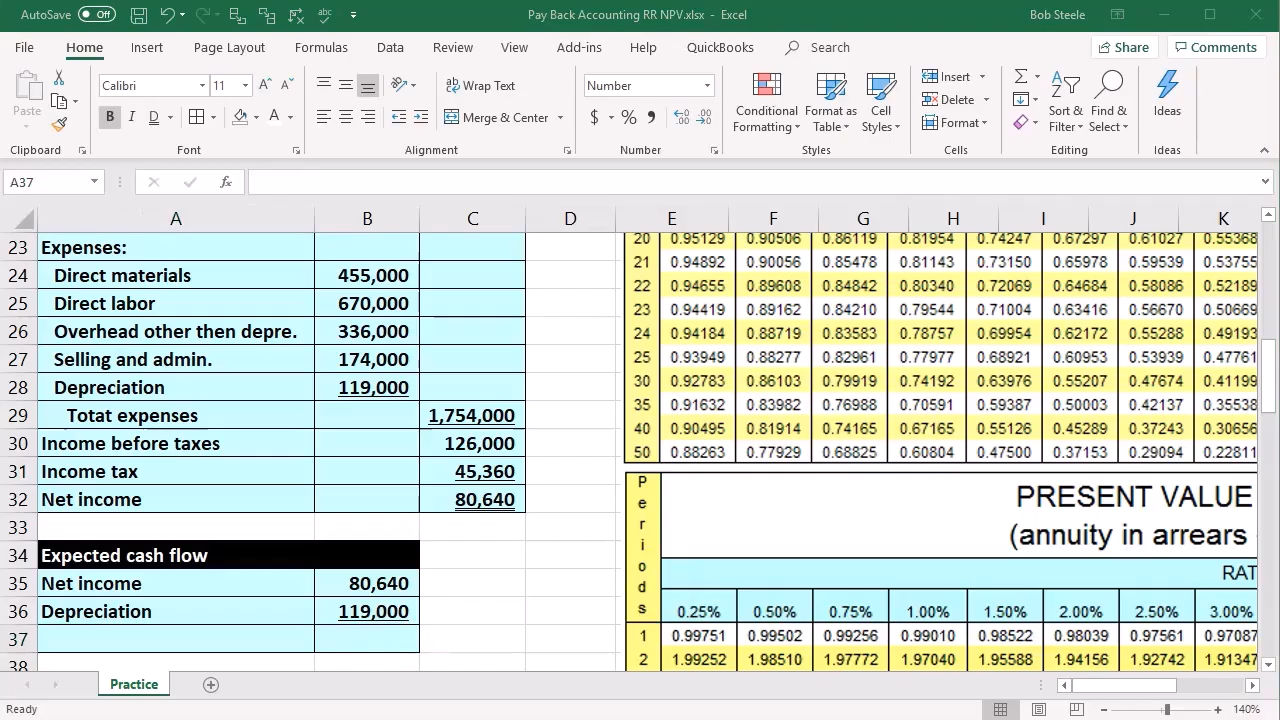 AutoSave Off
Pay Back Accounting RR NPV.xlsx - Excel
Bob Steele
File Home Insert Page Layout Formulas Data Review View Add-ins Help QuickBooks Search Share Comments
Paste
Calibri 11
B I D A
Wrap Text
Merge & Center
Number
$ %
Conditional Formatting
Format as Table
Cell Styles
Insert
Delete
Format
Sort & Filter
Find & Select
Ideas
Clipboard Font Alignment Number Styles Cells Editing Ideas
A37 fx
A B C D E F G H I J K
23 Expenses:
24 Direct materials 455,000
25 Direct labor 670,000
26 Overhead other then depre. 336,000
27 Selling and admin. 174,000
28 Depreciation 119,000
29 Totat expenses 1,754,000
30 Income before taxes 126,000
31 Income tax 45,360
32 Net income 80,640
33
34 Expected cash flow
35 Net income 80,640
36 Depreciation 119,000
37
38
20 0.95129 0.90506 0.86119 0.81954 0.74247 0.67297 0.61027 0.55368
21 0.94892 0.90056 0.85478 0.81143 0.73150 0.65978 0.59539 0.53755
22 0.94655 0.89608 0.84842 0.80340 0.72069 0.64684 0.58086 0.52189
23 0.94419 0.89162 0.84210 0.79544 0.71004 0.63416 0.56670 0.50669
24 0.94184 0.88719 0.83583 0.78757 0.69954 0.62172 0.55288 0.49193
25 0.93949 0.88277 0.82961 0.77977 0.68921 0.60953 0.53939 0.47761
30 0.92783 0.86103 0.79919 0.74192 0.63976 0.55207 0.47674 0.41199
35 0.91632 0.83982 0.76988 0.70591 0.59387 0.50003 0.42137 0.35538
40 0.90495 0.81914 0.74165 0.67165 0.55126 0.45289 0.37243 0.30656
50 0.88263 0.77929 0.68825 0.60804 0.47500 0.37153 0.29094 0.22811
Periods
PRESENT VALUE
(annuity in arrears
RAT
0.25% 0.50% 0.75% 1.00% 1.50% 2.00% 2.50% 3.00%
1 0.99751 0.99502 0.99256 0.99010 0.98522 0.98039 0.97561 0.97087
2 1.99252 1.98510 1.97772 1.97040 1.95588 1.94156 1.92742 1.91347
Practice
Ready
140%